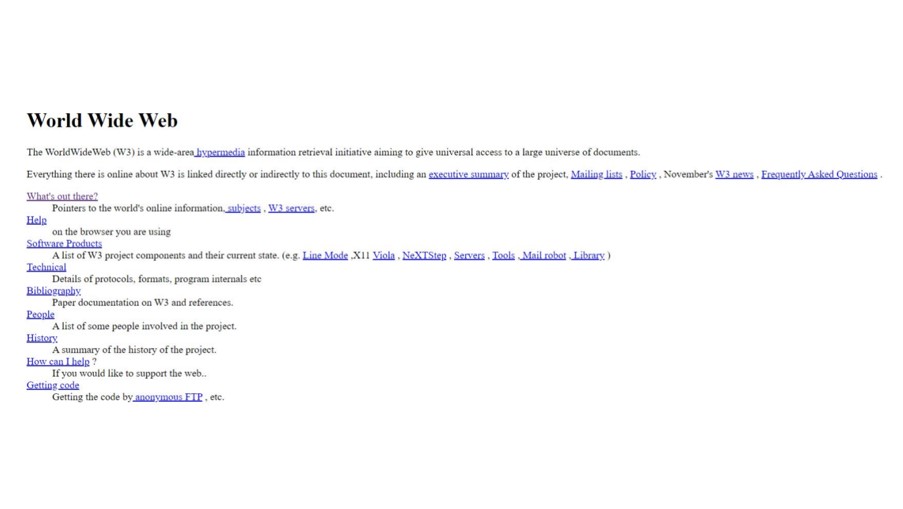 World Wide Web
The WorldWideWeb (W3) is a wide-area hypermedia information retrieval initiative aiming to give universal access to a large universe of documents.
Everything there is online about W3 is linked directly or indirectly to this document, including an executive summary of the project, Mailing lists , Policy , November's W3 news , Frequently Asked Questions .
What's out there?
Pointers to the world's online information, subjects , W3 servers, etc.
Help
on the browser you are using
Software Products
A list of W3 project components and their current state. (e.g. Line Mode ,X11 Viola , NeXTStep , Servers , Tools , Mail robot , Library )
Technical
Details of protocols, formats, program internals etc
Bibliography
Paper documentation on W3 and references.
People
A list of some people involved in the project.
History
A summary of the history of the project.
How can I help ?
If you would like to support the web..
Getting code
Getting the code by anonymous FTP , etc.